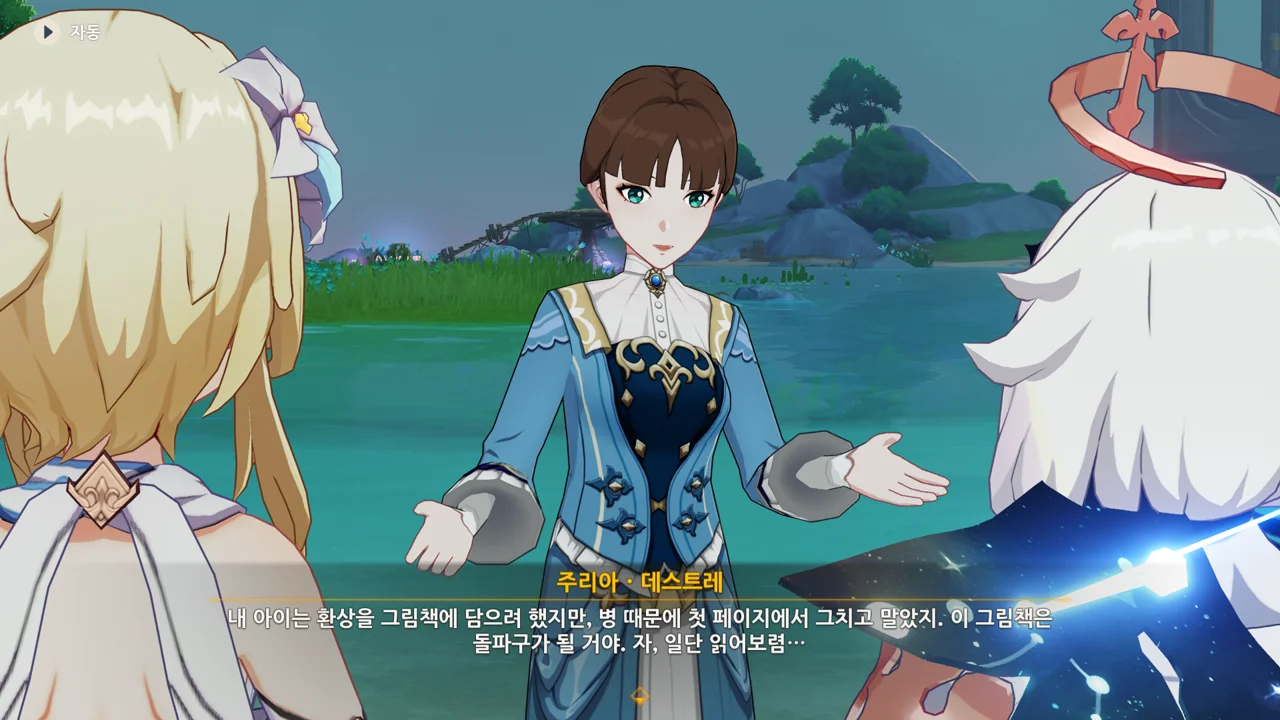 자동
주리아 · 데스트레
내 아이는 환상을 그림책에 담으려 했지만, 병 때문에 첫 페이지에서 그치고 말았지. 이 그림책은
돌파구가 될 거야. 자, 일단 읽어보렴…